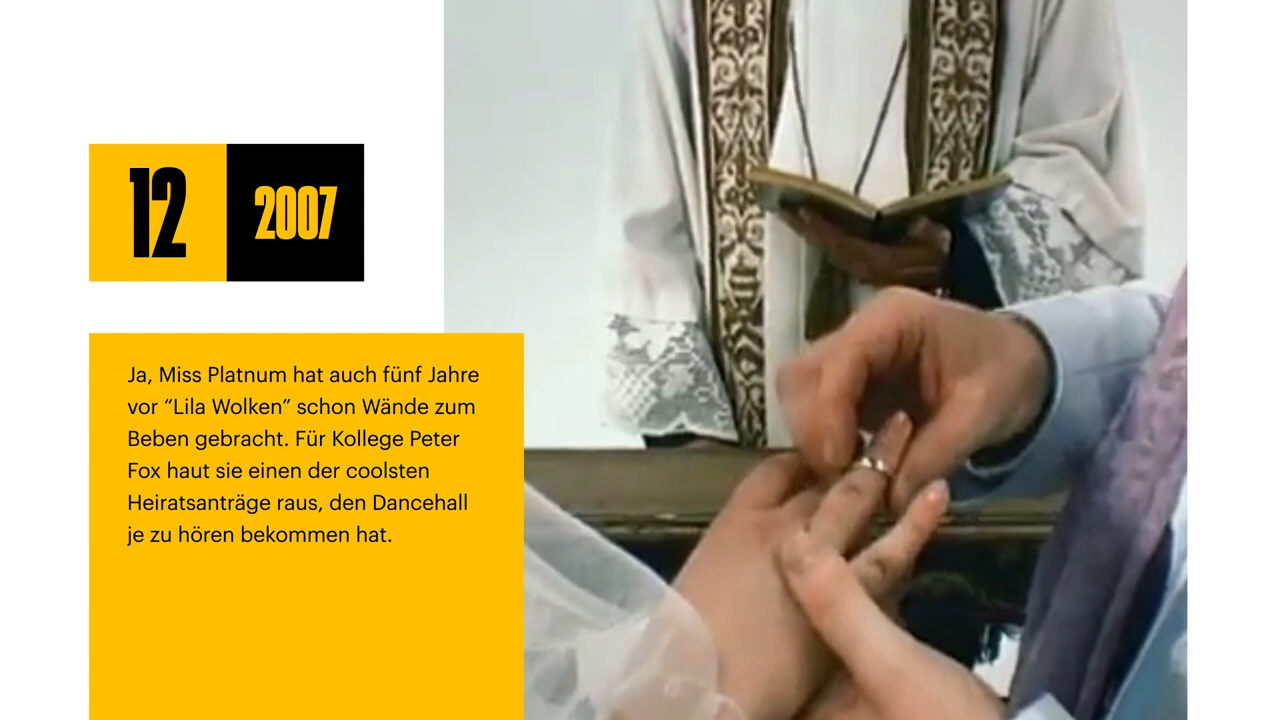 12
2007
Ja, Miss Platnum hat auch fünf Jahre
vor “Lila Wolken” schon Wände zum
Beben gebracht. Für Kollege Peter
Fox haut sie einen der coolsten
Heiratsanträge raus, den Dancehall
je zu hören bekommen hat.